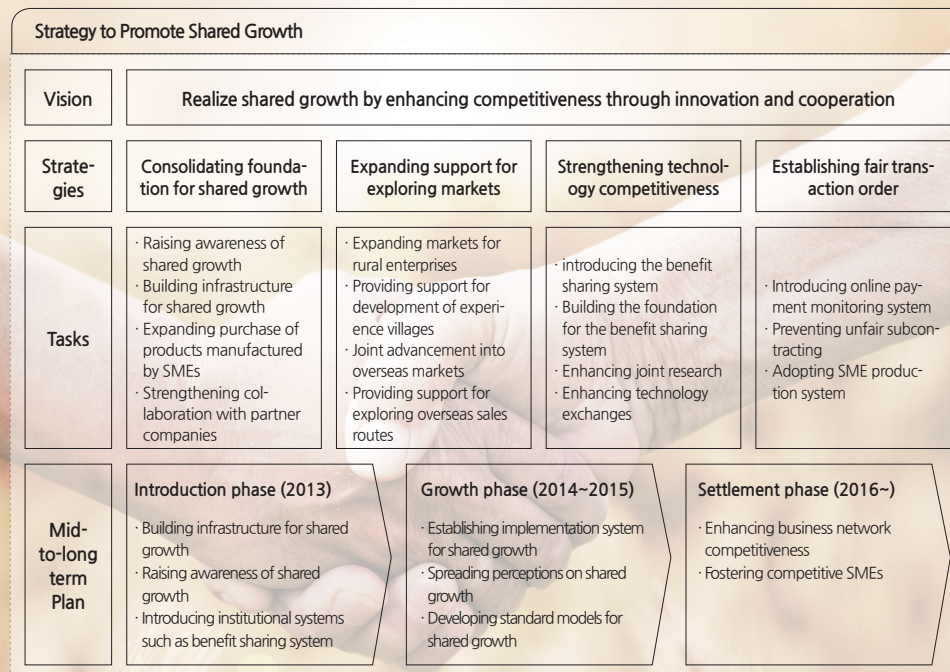 Strategy to Promote Shared Growth
Vision
Realize shared growth by enhancing competitiveness through innovation and cooperation
Strate-
gies
Consolidating founda-
tion for shared growth
Expanding support for
exploring markets
Strengthening technol-
ogy competitiveness
Establishing fair trans-
action order
Tasks
· Raising awareness of
shared growth
· Building infrastructure
for shared growth
· Expanding purchase of
products manufactured
by SMEs
· Strengthening col-
laboration with partner
companies
· Expanding markets for
rural enterprises
· Providing support for
development of experi-
ence villages
· Joint advancement into
overseas markets
· Providing support for
exploring overseas sales
routes
· introducing the benefit
sharing system
· Building the foundation
for the benefit sharing
system
· Enhancing joint research
· Enhancing technology
exchanges
· Introducing online pay-
ment monitoring system
· Preventing unfair subcon-
tracting
· Adopting SME produc-
tion system
Mid-
to-long
term
Plan
Introduction phase (2013)
· Building infrastructure for shared
growth
· Raising awareness of shared
growth
· Introducing institutional systems
such as benefit sharing system
Growth phase (2014~2015)
· Establishing implementation system
for shared growth
· Spreading perceptions on shared
growth
· Developing standard models for
shared growth
Settlement phase (2016~)
· Enhancing business network
competitiveness
· Fostering competitive SMEs